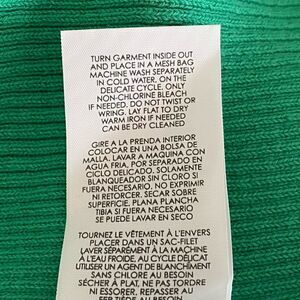 TURN GARMENT INSIDE OUT
AND PLACE IN A MESH BAG
MACHINE WASH SEPARATELY
IN COLD WATER. ON THE
DELICATE CYCLE. ONLY
NON-CHLORINE BLEACH
IF NEEDED. DO NOT TWIST OR
WRING. LAY FLAT TO DRY
WARM IRON IF NEEDED
CAN BE DRY CLEANED
GIRE A LA PRENDA INTERIOR
COLOCAR EN UNA BOLSA DE
MALLA. LAVAR A MAQUINA CON
AGUA FRIA, POR SEPARADO EN
CICLO DELICADO. SOLAMENTE
BLANQUEADOR SIN CLORO SI
FUERA NECESARIO. NO EXPRIMIR
NI RETORCER. SECAR SOBRE
SUPERFICIE. PLANA PLANCHA
TIBIA SI FUERA NECESARIO
SE PUEDE LAVAR EN SECO
TOURNEZ LE VÊTEMENT À L'ENVERS
PLACER DANS UN SAC-FILET
LAVER SÉPARÉMENT À LA MACHINE
À L'EAU FROIDE, AU CYCLE DÉLICAT
UTILISER UN AGENT DE BLANCHIMENT
SANS CHLORE AU BESOIN
SÉCHER À PLAT, NE PAS TORDRE
NI ESSORER. REPASSER AU
FER TIÈDE AU BESOIN